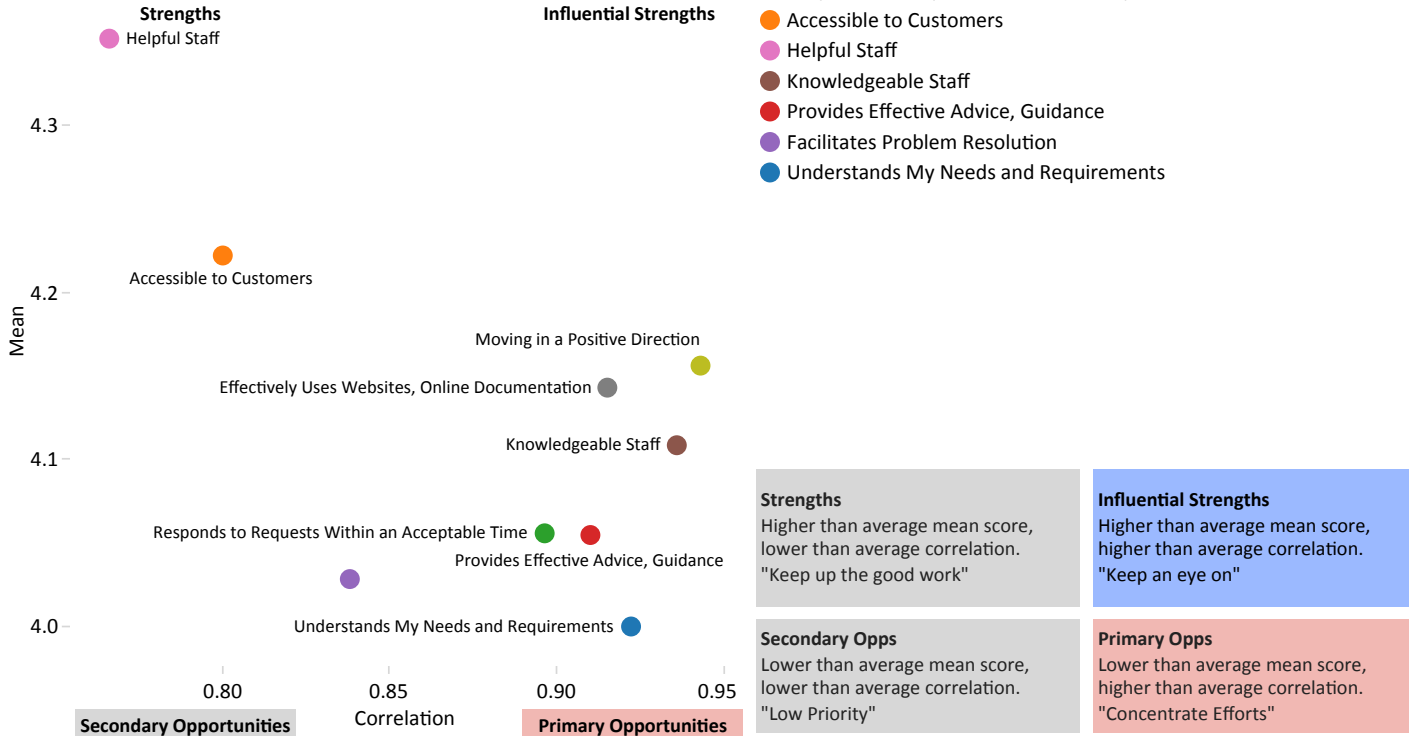 Strengths
Influential Strengths
Helpful Staff
4.3
Accessible to Customers
4.2
Mean
Moving in a Positive Direction
Effectively Uses Websites, Online Documentation
Knowledgeable Staff
4.1
Responds to Requests Within an Acceptable Time
Provides Effective Advice, Guidance
Understands My Needs and Requirements
4.0
0.80
0.85
0.90
0.95
Correlation
Secondary Opportunities
Primary Opportunities
Accessible to Customers
Helpful Staff
Knowledgeable Staff
Provides Effective Advice, Guidance
Facilitates Problem Resolution
Understands My Needs and Requirements
Strengths
Higher than average mean score,
lower than average correlation.
"Keep up the good work"
Influential Strengths
Higher than average mean score,
higher than average correlation.
"Keep an eye on"
Secondary Opps
Lower than average mean score,
lower than average correlation.
"Low Priority"
Primary Opps
Lower than average mean score,
higher than average correlation.
"Concentrate Efforts"